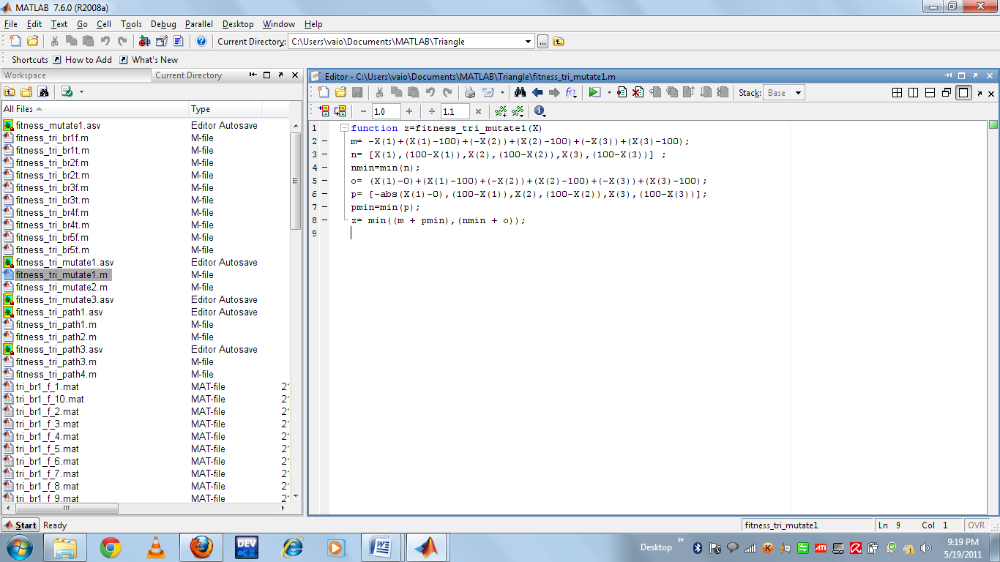 MATLAB 7.6.0 (R2008a)
File Edit Text Go Cell Tools Debug Parallel Desktop Window Help
Current Directory: C:\Users\vaio\Documents\MATLAB\Triangle ...
Shortcuts How to Add What's New
Workspace Current Directory
All Files Type
fitness_mutate1.asv Editor Autosave
fitness_tri_br1f.m M-file
fitness_tri_br1t.m M-file
fitness_tri_br2f.m M-file
fitness_tri_br2t.m M-file
fitness_tri_br3f.m M-file
fitness_tri_br3t.m M-file
fitness_tri_br4f.m M-file
fitness_tri_br4t.m M-file
fitness_tri_br5f.m M-file
fitness_tri_br5t.m M-file
fitness_tri_mutate1.asv Editor Autosave
fitness_tri_mutate1.m M-file
fitness_tri_mutate2.m M-file
fitness_tri_mutate3.asv Editor Autosave
fitness_tri_path1.asv Editor Autosave
fitness_tri_path1.m M-file
fitness_tri_path2.m M-file
fitness_tri_path3.asv Editor Autosave
fitness_tri_path3.m M-file
fitness_tri_path4.m M-file
tri_br1_f_1.mat MAT-file
tri_br1_f_10.mat MAT-file
tri_br1_f_2.mat MAT-file
tri_br1_f_3.mat MAT-file
tri_br1_f_4.mat MAT-file
tri_br1_f_5.mat MAT-file
tri_br1_f_6.mat MAT-file
tri_br1_f_7.mat MAT-file
tri_br1_f_8.mat MAT-file
tri_br1_f_9.mat MAT-file
Editor - C:\Users\vaio\Documents\MATLAB\Triangle\fitness_tri_mutate1.m
Stack: Base
− 1.0 + ÷ 1.1 ×
1 function z=fitness_tri_mutate1(X)
2 − m= -X(1)+(X(1)-100)+(-X(2))+(X(2)-100)+(-X(3))+(X(3)-100);
3 − n= [X(1),(100-X(1)),X(2),(100-X(2)),X(3),(100-X(3))] ;
4 − nmin=min(n);
5 − o= (X(1)-0)+(X(1)-100)+(-X(2))+(X(2)-100)+(-X(3))+(X(3)-100);
6 − p= [-abs(X(1)-0),(100-X(1)),X(2),(100-X(2)),X(3),(100-X(3))];
7 − pmin=min(p);
8 − z= min((m + pmin),(nmin + o));
9
Start Ready
fitness_tri_mutate1 Ln 9 Col 1 OVR
DEV
Desktop
ATI
9:19 PM
5/19/2011